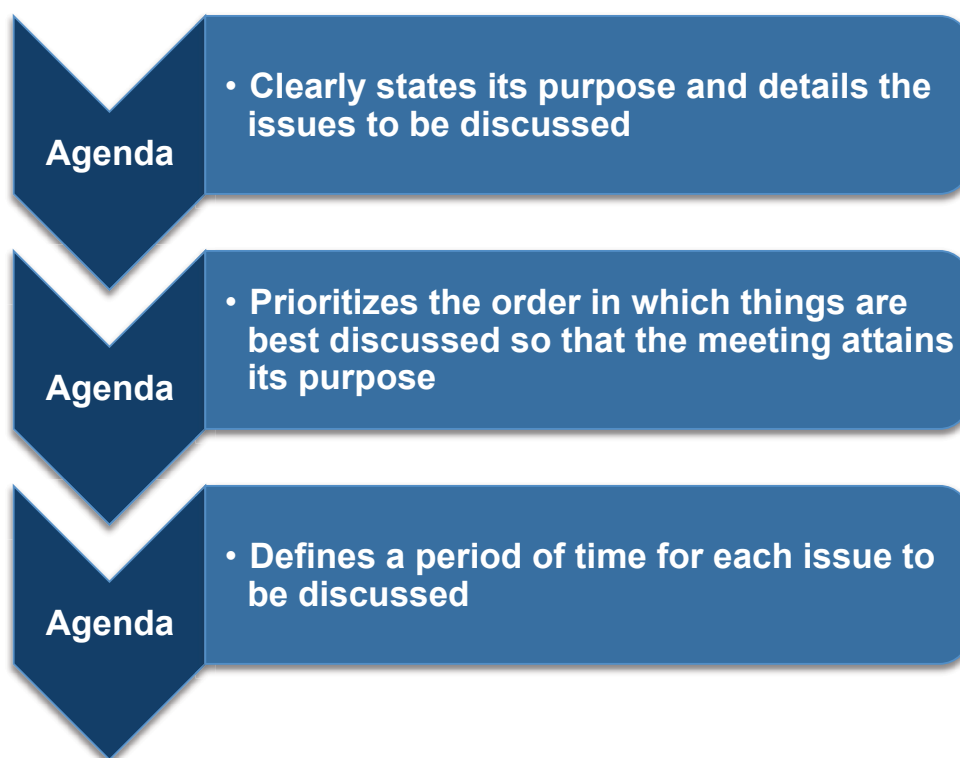 Agenda
• Clearly states its purpose and details the
issues to be discussed
Agenda
• Prioritizes the order in which things are
best discussed so that the meeting attains
its purpose
Agenda
• Defines a period of time for each issue to
be discussed